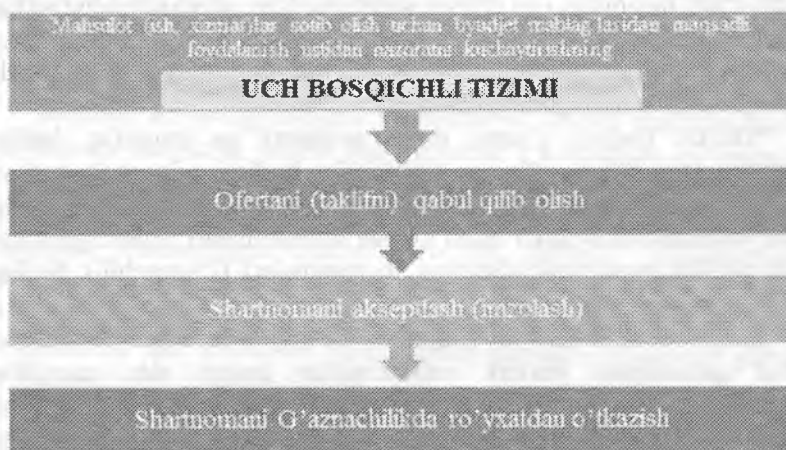 Mahsulot (ish, xizmat)lar sotib olish uchun byudjet mablag'laridan maqsadli
foydalanish ustidan nazoratni kuchaytirishning
UCH BOSQICHLI TIZIMI
Ofertani (taklifni) qabul qilib olish
Shartnomani akseptlash (imzolash)
Shartnomani G'aznachilikda ro'yxatdan o'tkazish